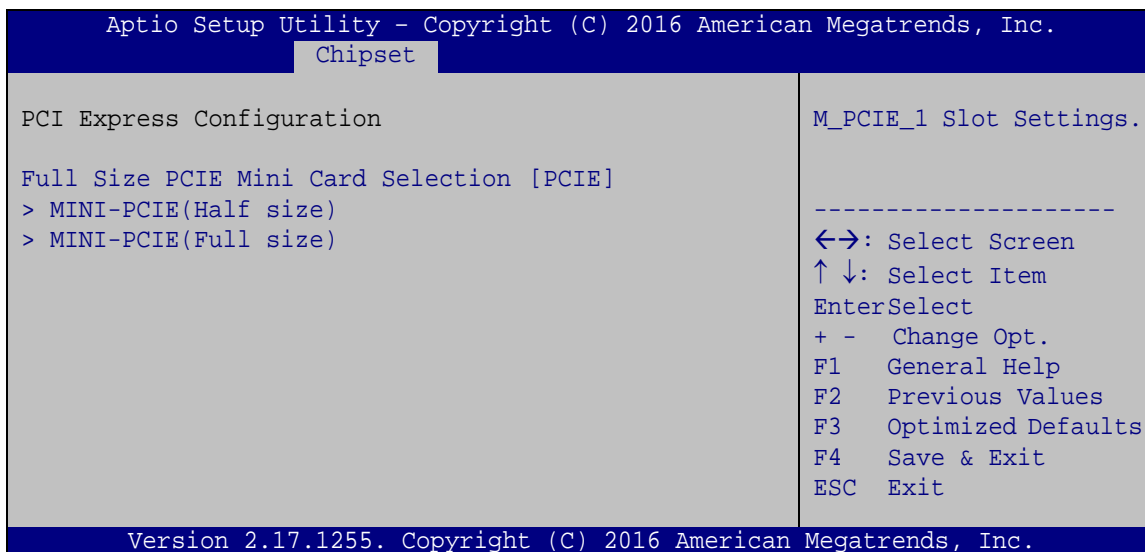 Aptio Setup Utility – Copyright (C) 2016 American Megatrends, Inc.
Chipset
PCI Express Configuration
Full Size PCIE Mini Card Selection [PCIE]
> MINI-PCIE(Half size)
> MINI-PCIE(Full size)
M_PCIE_1 Slot Settings.
---------------------
←→: Select Screen
↑ ↓: Select Item
EnterSelect
+ - Change Opt.
F1 General Help
F2 Previous Values
F3 Optimized Defaults
F4 Save & Exit
ESC Exit
Version 2.17.1255. Copyright (C) 2016 American Megatrends, Inc.